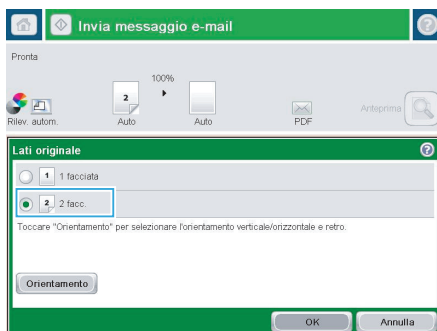 Invia messaggio e-mail
Pronta
100%
2
Rilev. autom.
Auto
Auto
PDF
Anteprima
Lati originale
1 1 facciata
2 2 facc.
Toccare "Orientamento" per selezionare l'orientamento verticale/orizzontale e retro.
Orientamento
OK Annulla